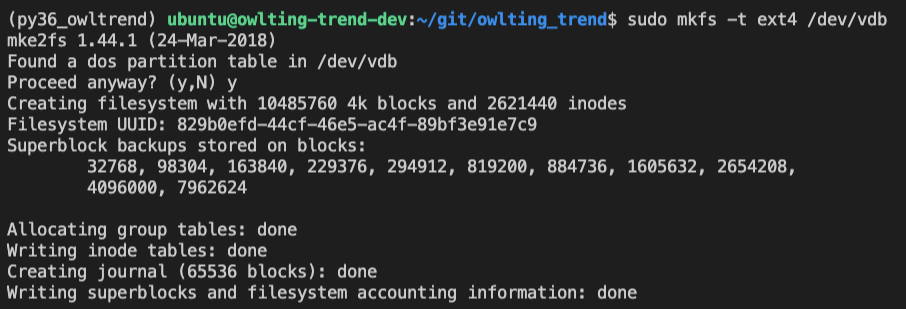 (py36_owltrend) ubuntu@owlting-trend-dev:~/git/owlting_trend$ sudo mkfs -t ext4 /dev/vdb
mke2fs 1.44.1 (24-Mar-2018)
Found a dos partition table in /dev/vdb
Proceed anyway? (y,N) y
Creating filesystem with 10485760 4k blocks and 2621440 inodes
Filesystem UUID: 829b0efd-44cf-46e5-ac4f-89bf3e91e7c9
Superblock backups stored on blocks:
        32768, 98304, 163840, 229376, 294912, 819200, 884736, 1605632, 2654208,
        4096000, 7962624

Allocating group tables: done
Writing inode tables: done
Creating journal (65536 blocks): done
Writing superblocks and filesystem accounting information: done